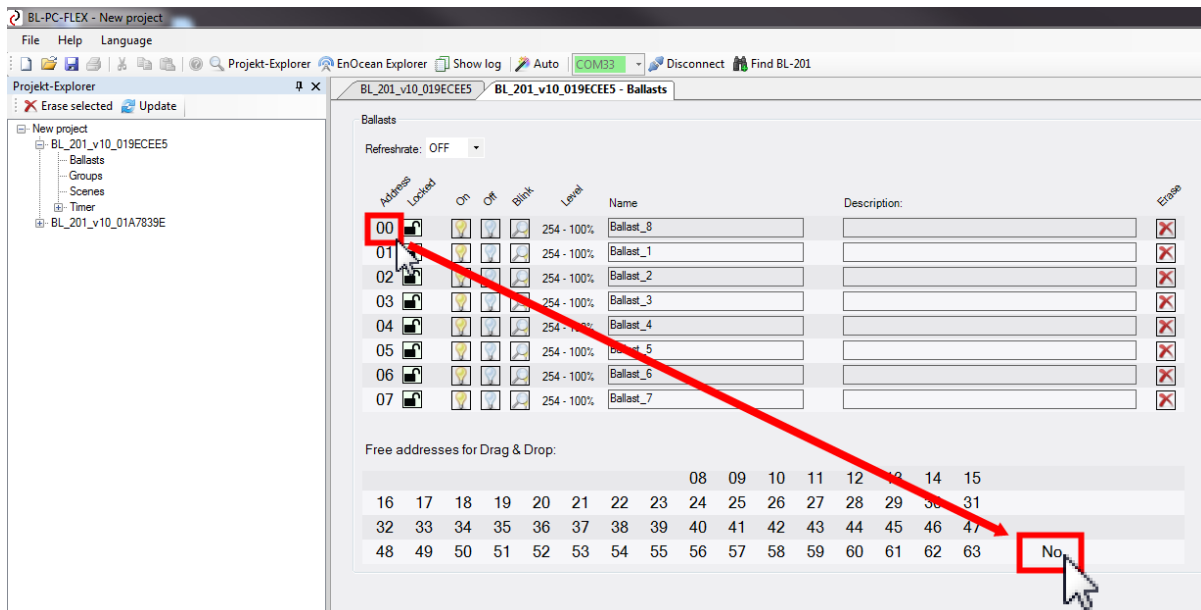 BL-PC-FLEX - New project
File Help Language
Projekt-Explorer EnOcean Explorer Show log Auto COM33 Disconnect Find BL-201
Projekt-Explorer
Erase selected Update
New project
BL_201_v10_019ECEE5
Ballasts
Groups
Scenes
Timer
BL_201_v10_01A7839E
BL_201_v10_019ECEE5 BL_201_v10_019ECEE5 - Ballasts
Ballasts
Refreshrate: OFF
Address Locked On Off Blink Level Name Description: Erase
00 254 - 100% Ballast_8
01 254 - 100% Ballast_1
02 254 - 100% Ballast_2
03 254 - 100% Ballast_3
04 254 - 100% Ballast_4
05 254 - 100% Ballast_5
06 254 - 100% Ballast_6
07 254 - 100% Ballast_7
Free addresses for Drag & Drop:
08 09 10 11 12 13 14 15
16 17 18 19 20 21 22 23 24 25 26 27 28 29 30 31
32 33 34 35 36 37 38 39 40 41 42 43 44 45 46 47
48 49 50 51 52 53 54 55 56 57 58 59 60 61 62 63 No